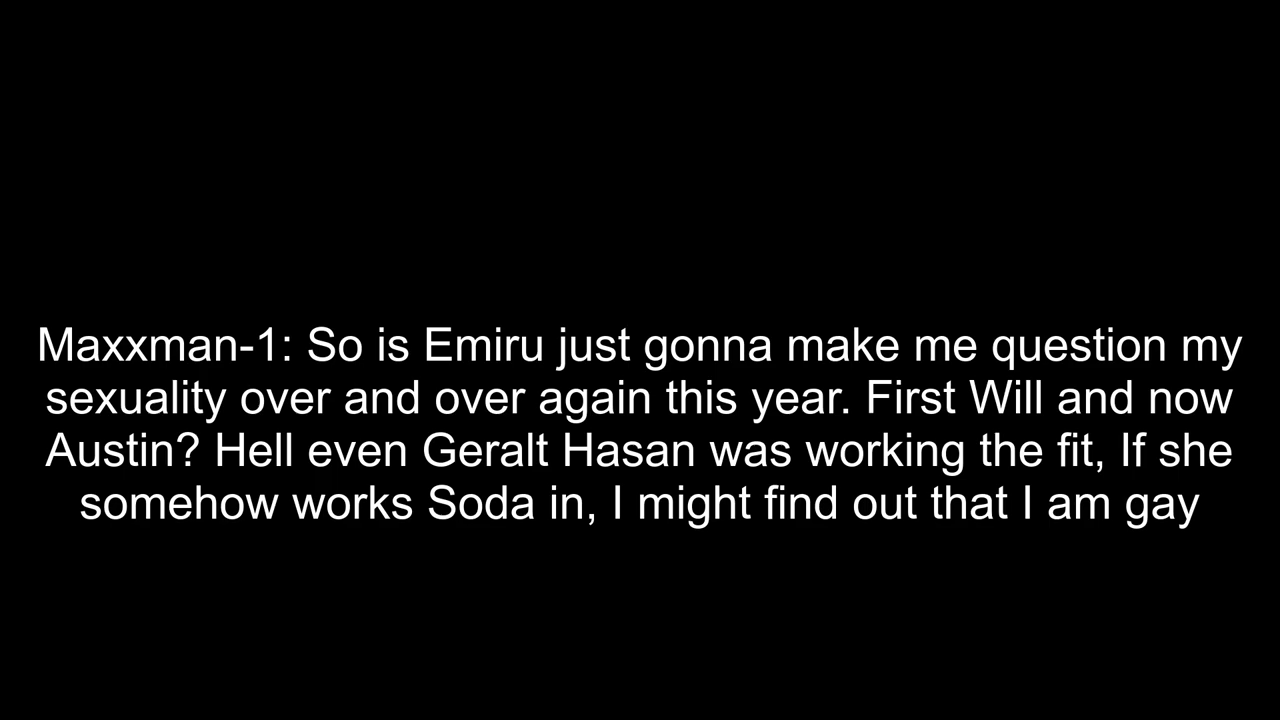 Maxxman-1: So is Emiru just gonna make me question my
sexuality over and over again this year. First Will and now
Austin? Hell even Geralt Hasan was working the fit, If she
somehow works Soda in, I might find out that I am gay